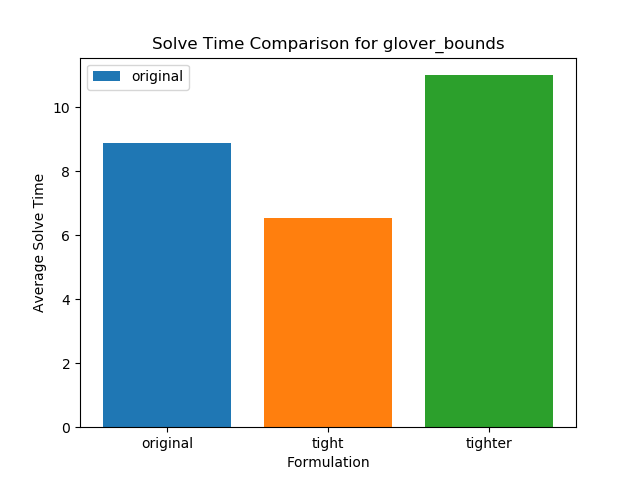 Solve Time Comparison for glover_bounds
original
Average Solve Time
10
8
6
4
2
0
original tight tighter
Formulation